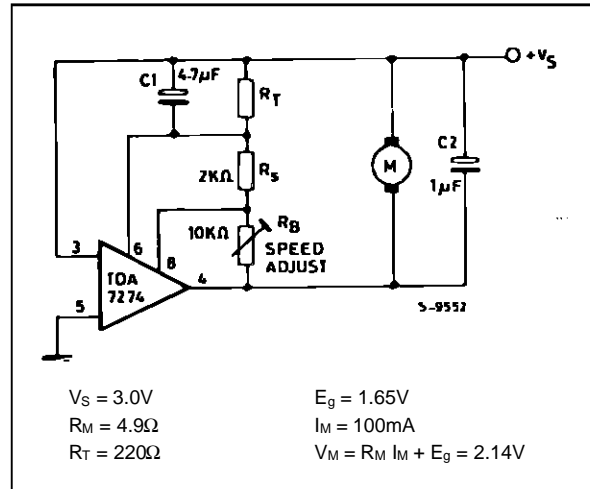 +VS
C1 4.7µF
RT
C2
1µF
M
2KΩ RS
10KΩ RB
SPEED
ADJUST
3 6 8 4
TDA
7274
5
S-9552
VS = 3.0V Eg = 1.65V
RM = 4.9Ω IM = 100mA
RT = 220Ω VM = RM IM + Eg = 2.14V